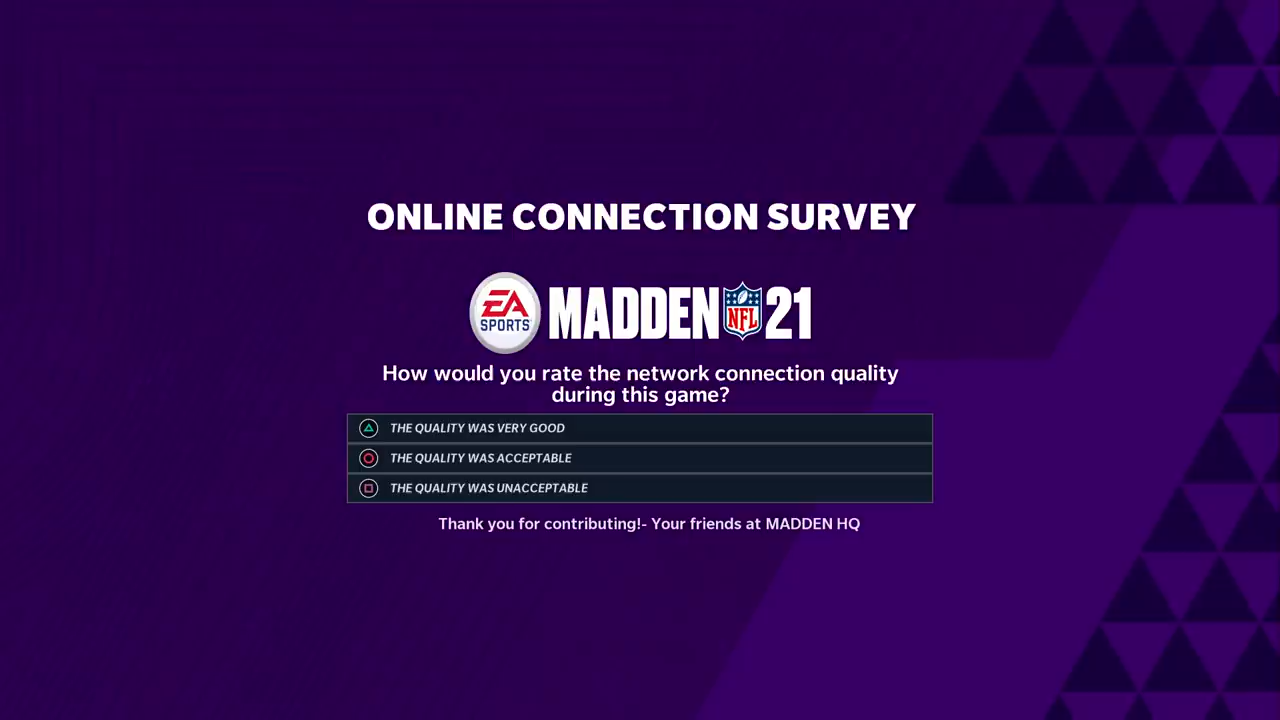 ONLINE CONNECTION SURVEY
EA SPORTS MADDEN NFL 21
How would you rate the network connection quality
during this game?
THE QUALITY WAS VERY GOOD
THE QUALITY WAS ACCEPTABLE
THE QUALITY WAS UNACCEPTABLE
Thank you for contributing!- Your friends at MADDEN HQ